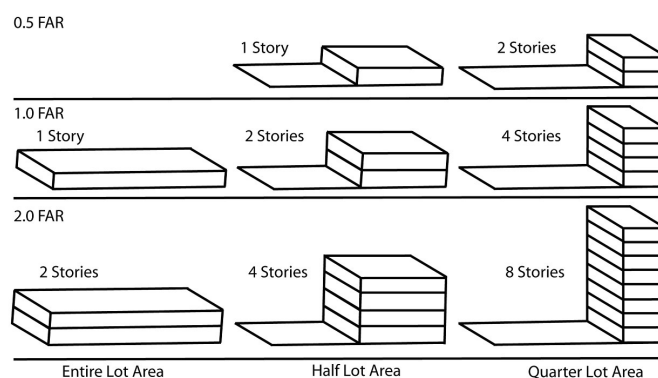 0.5 FAR
1 Story
2 Stories
1.0 FAR
1 Story
2 Stories
4 Stories
2.0 FAR
2 Stories
4 Stories
8 Stories
Entire Lot Area
Half Lot Area
Quarter Lot Area